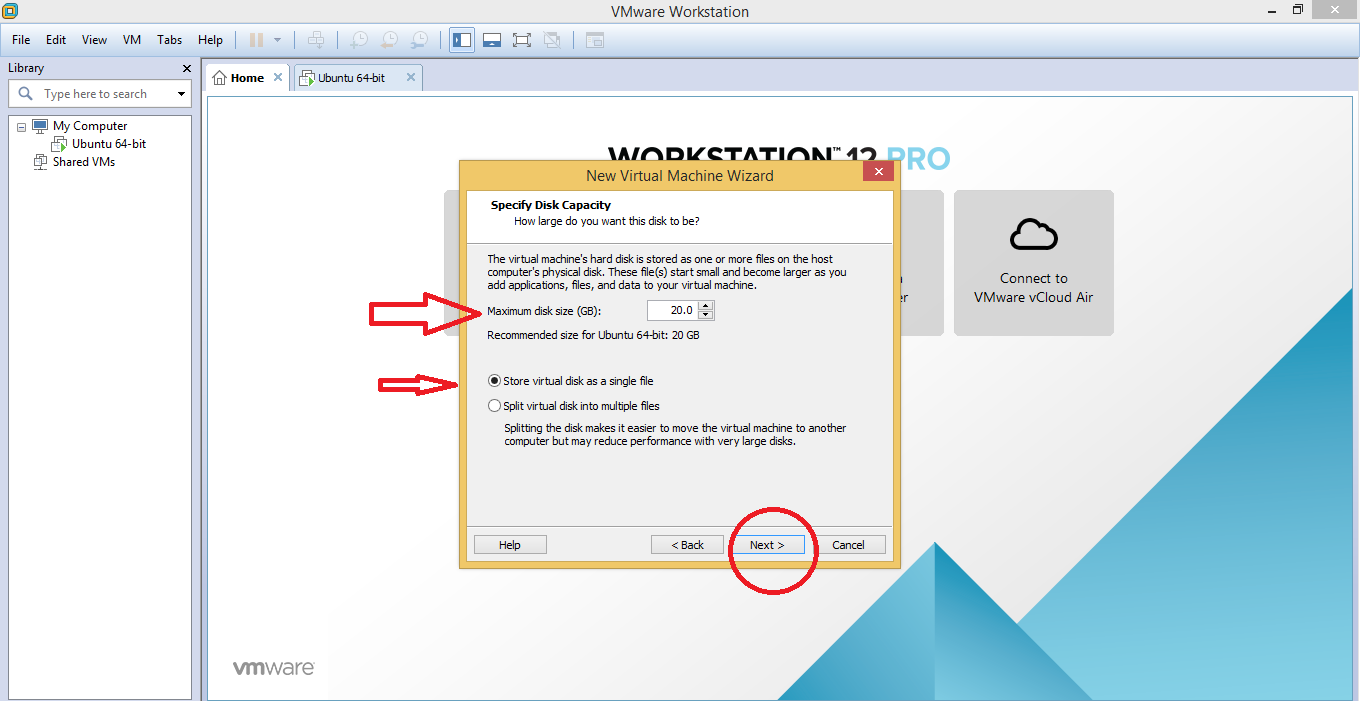 VMware Workstation
File Edit View VM Tabs Help
Library
Type here to search
My Computer
Ubuntu 64-bit
Shared VMs
Home
Ubuntu 64-bit
WORKSTATION™ 12 PRO
Connect to
VMware vCloud Air
New Virtual Machine Wizard
Specify Disk Capacity
How large do you want this disk to be?
The virtual machine's hard disk is stored as one or more files on the host
computer's physical disk. These file(s) start small and become larger as you
add applications, files, and data to your virtual machine.
Maximum disk size (GB): 20.0
Recommended size for Ubuntu 64-bit: 20 GB
Store virtual disk as a single file
Split virtual disk into multiple files
Splitting the disk makes it easier to move the virtual machine to another
computer but may reduce performance with very large disks.
Help < Back Next > Cancel
vmware